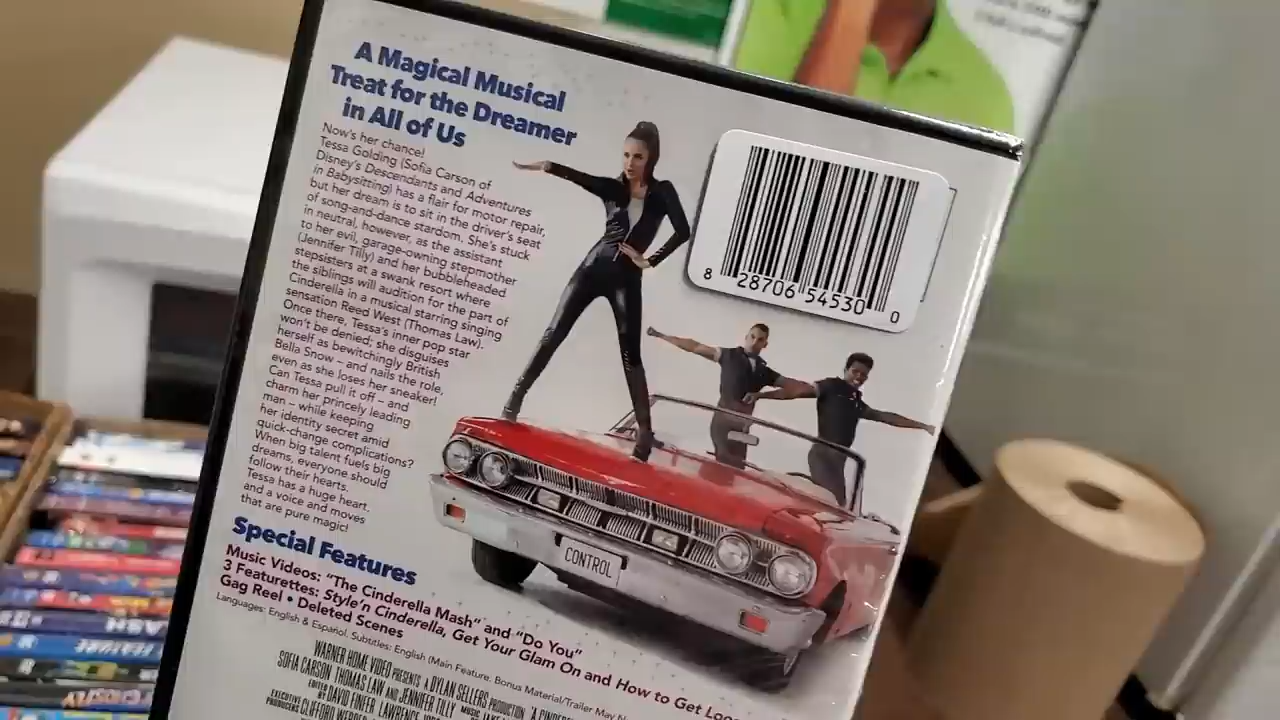 A Magical Musical
Treat for the Dreamer
in All of Us
Now's her chance!
Tessa Golding (Sofia Carson of
Disney's Descendants and Adventures
in Babysitting) has a flair for motor repair,
but her dream is to sit in the driver's seat
of song-and-dance stardom. She's stuck
in neutral, however, as the assistant
to her evil, garage-owning stepmother
(Jennifer Tilly) and her bubbleheaded
stepsisters at a swank resort where
the siblings will audition for the part of
Cinderella in a musical starring singing
sensation Reed West (Thomas Law).
Once there, Tessa's inner pop star
won't be denied; she disguises
herself as bewitchingly British
Bella Snow – and nails the role,
even as she loses her sneaker!
Can Tessa pull it off – and
charm her princely leading
man – while keeping
her identity secret amid
quick-change complications?
When big talent fuels big
dreams, everyone should
follow their hearts.
Tessa has a huge heart,
and a voice and moves
that are pure magic!
8 28706 54530 0
CONTROL
Special Features
Music Videos: "The Cinderella Mash" and "Do You"
3 Featurettes: Style'n Cinderella, Get Your Glam On and How to Get
Gag Reel • Deleted Scenes
Languages: English & Español. Subtitles: English (Main Feature. Bonus Material/Trailer May
WARNER HOME VIDEO PRESENTS A DYLAN SELLERS PRODUCTION
SOFIA CARSON THOMAS LAW AND JENNIFER TILLY MUSIC
EDITED BY DAVID FINFER LAWRENCE
EXECUTIVE PRODUCERS CLIFFORD
FEATURE